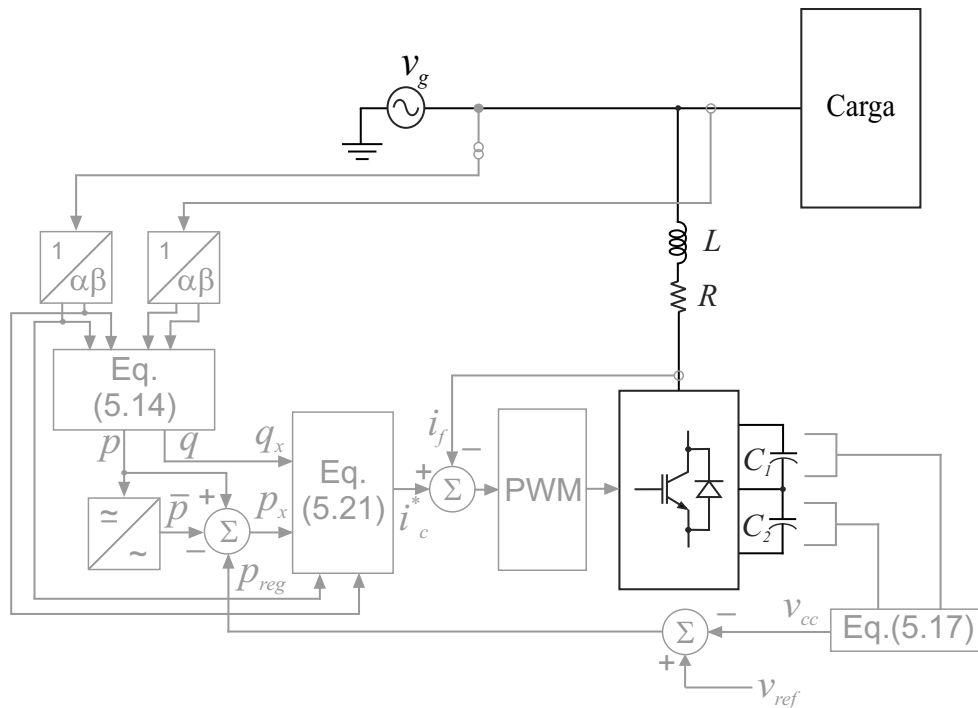 v_g
Carga
1
αβ
1
αβ
L
R
Eq.
(5.14)
p
q
q_x
i_f
−
C_1
Eq.
(5.21)
+
Σ
PWM
i*_c
C_2
≃
~
p̄
+
Σ
−
p_x
p_reg
v_cc
−
Σ
+
Eq.(5.17)
v_ref